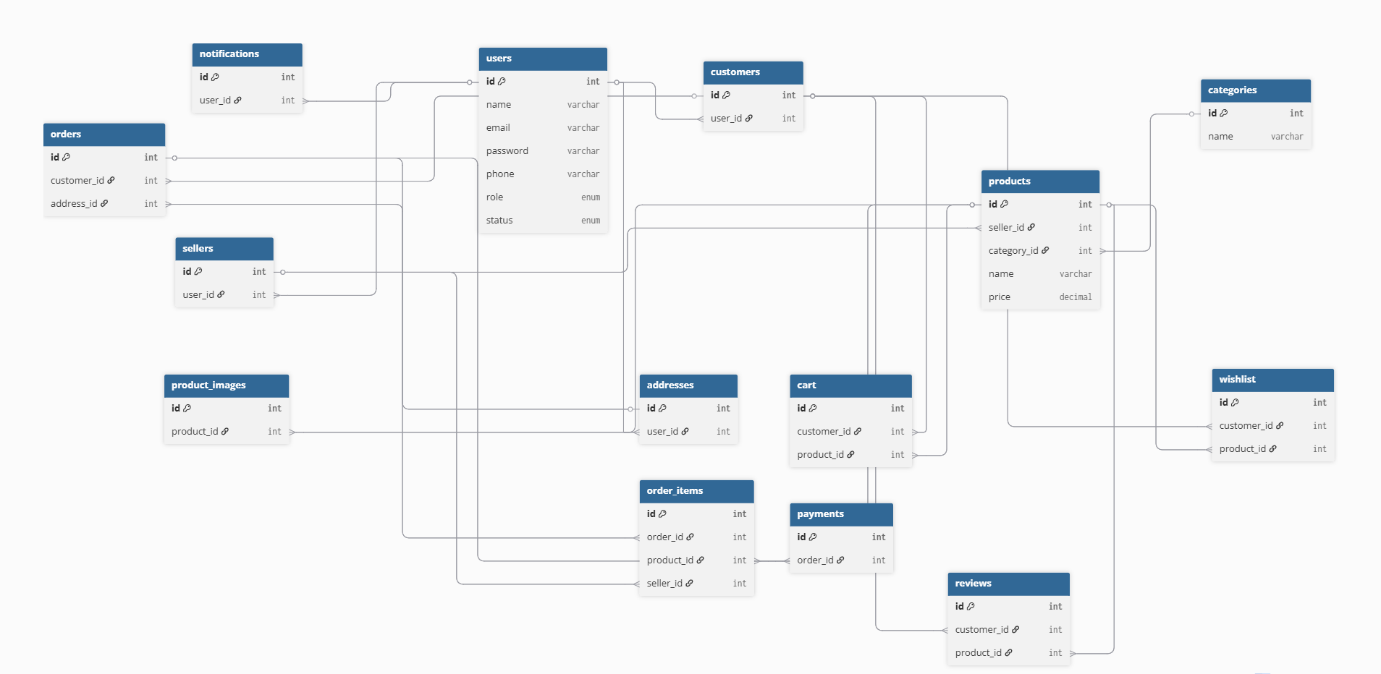 notifications
id int
user_id int
users
id int
name varchar
email varchar
password varchar
phone varchar
role enum
status enum
customers
id int
user_id int
categories
id int
name varchar
orders
id int
customer_id int
address_id int
products
id int
seller_id int
category_id int
name varchar
price decimal
sellers
id int
user_id int
product_images
id int
product_id int
addresses
id int
user_id int
cart
id int
customer_id int
product_id int
wishlist
id int
customer_id int
product_id int
order_items
id int
order_id int
product_id int
seller_id int
payments
id int
order_id int
reviews
id int
customer_id int
product_id int